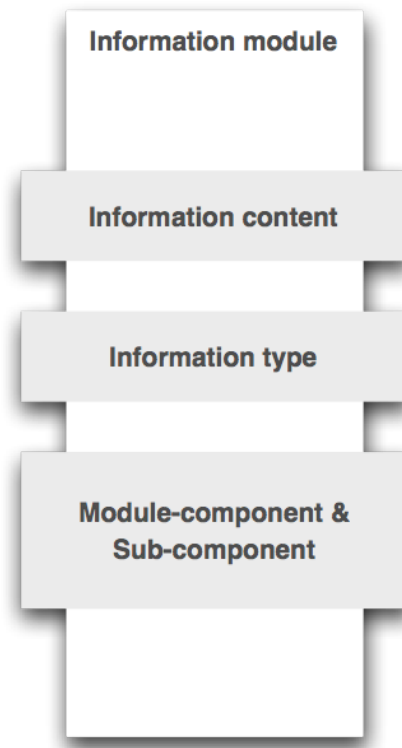 Information module
Information content
Information type
Module-component &
Sub-component